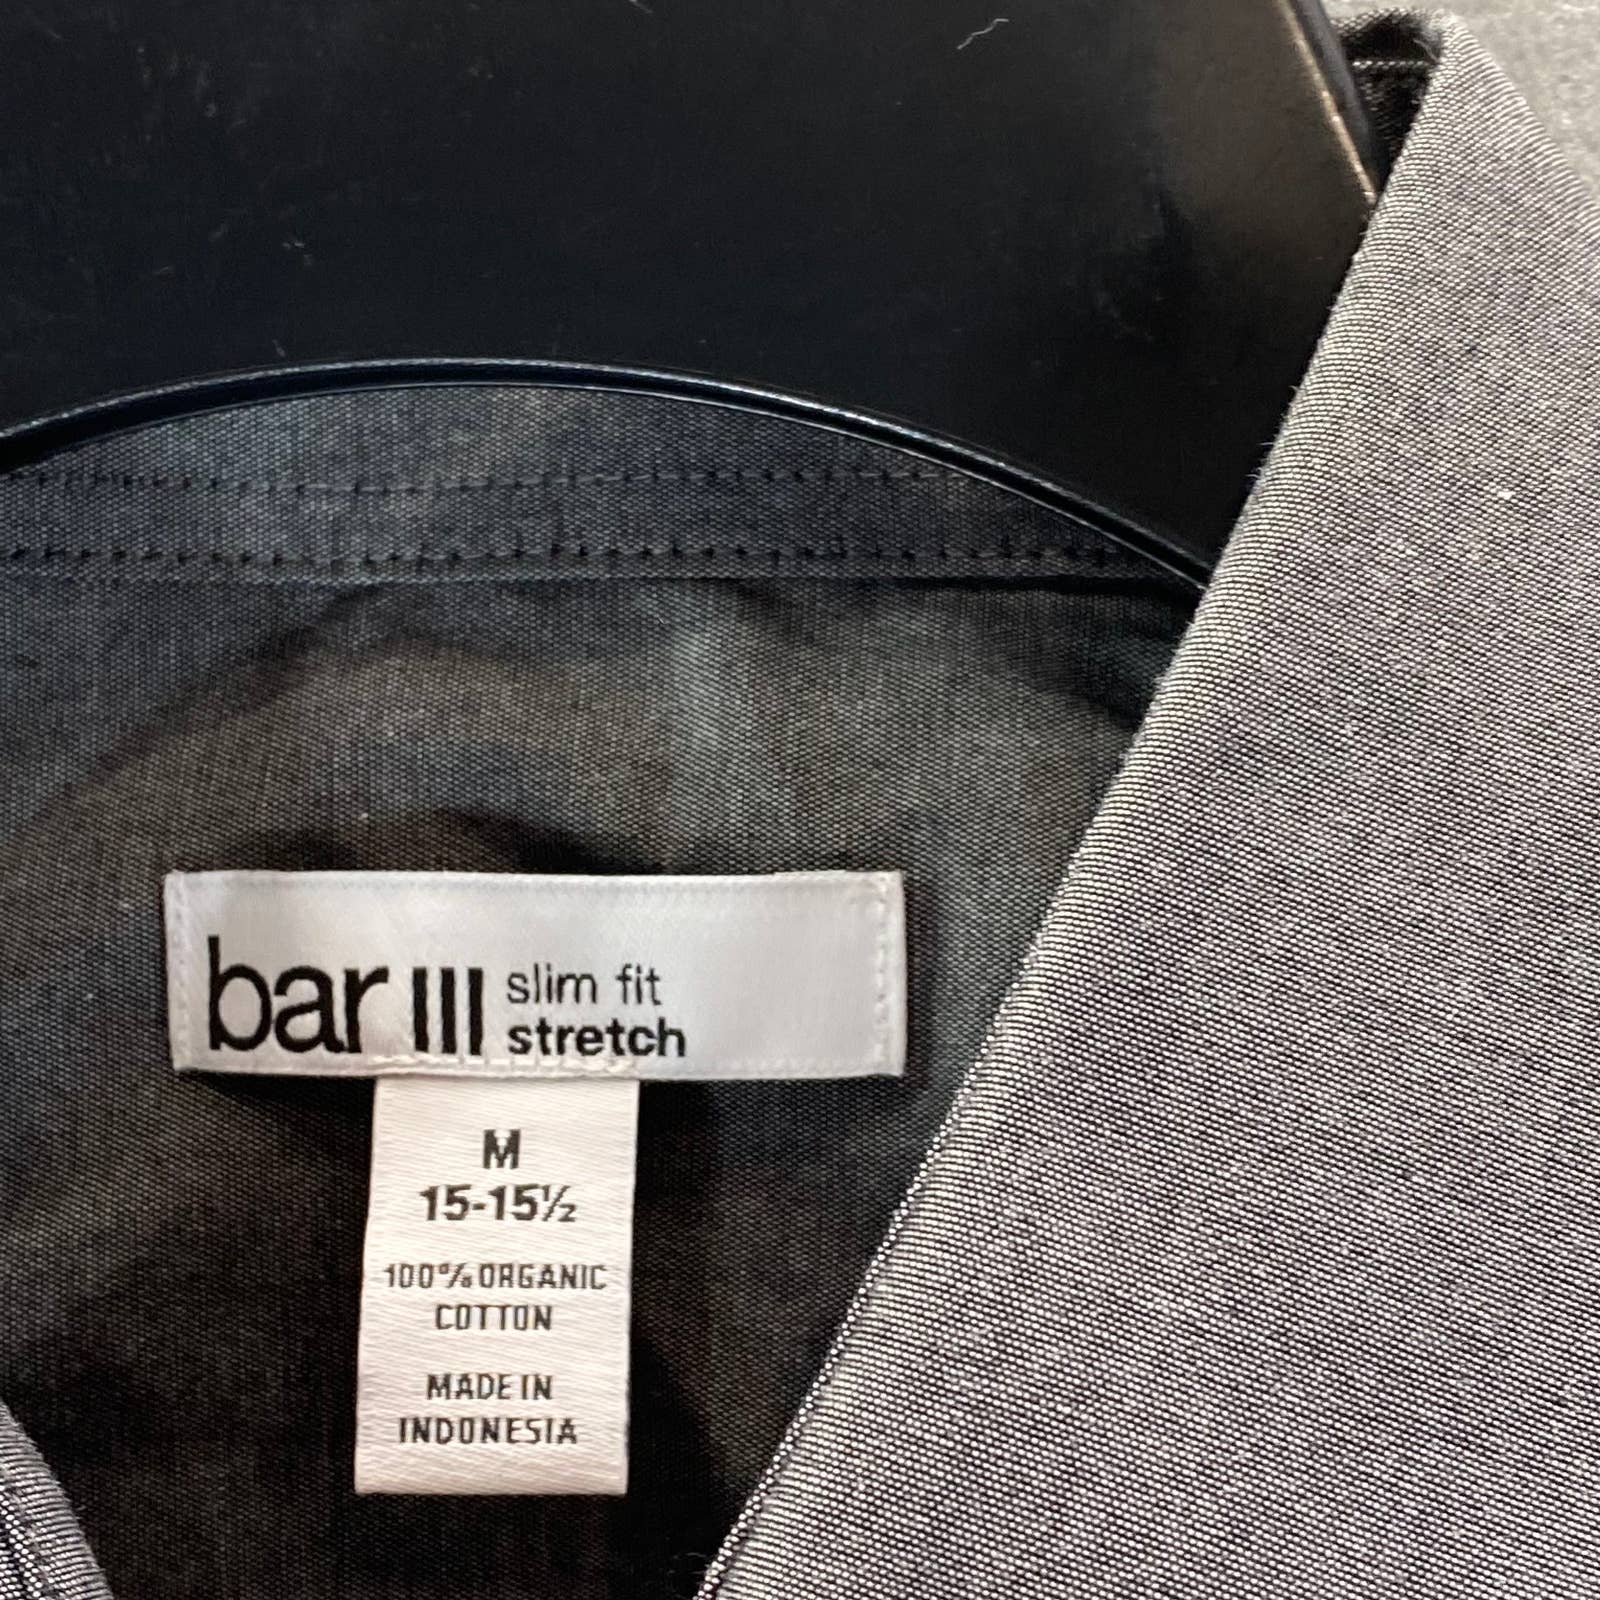 bar III slim fit
stretch
M
15-15½
100% ORGANIC
COTTON
MADE IN
INDONESIA